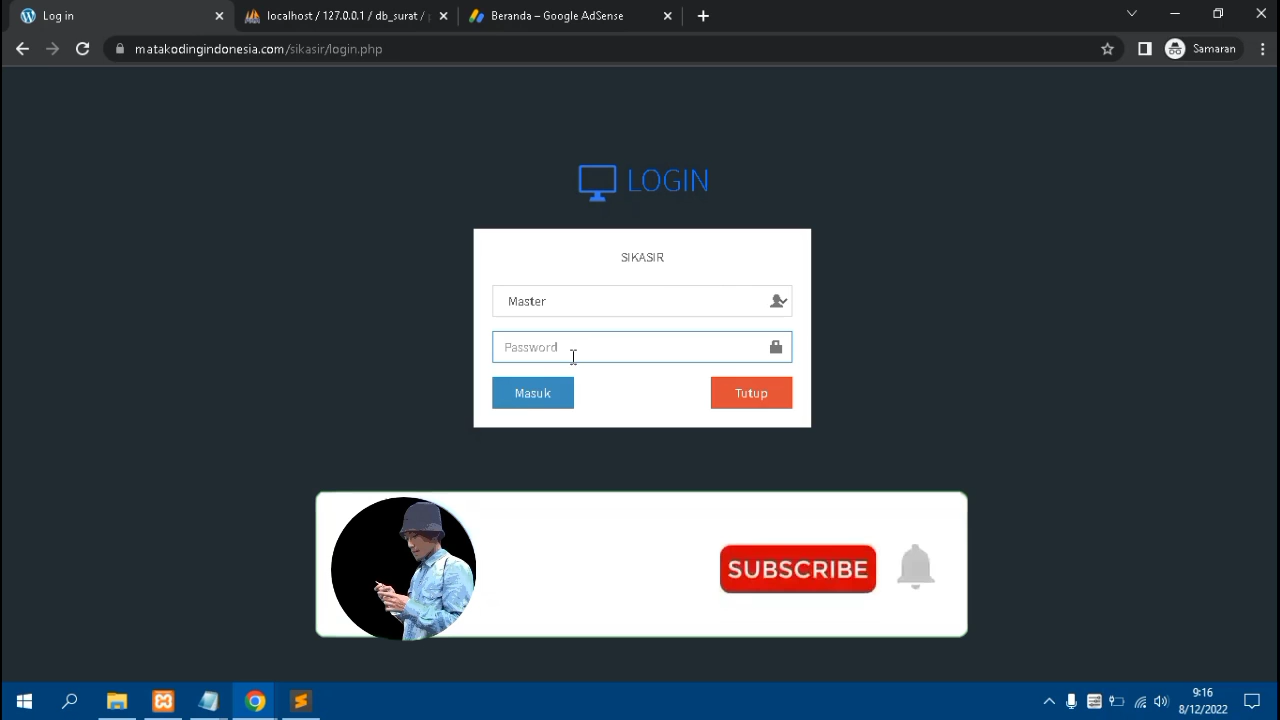 Log in
localhost / 127.0.0.1 / db_surat /
Beranda – Google AdSense
matakodingindonesia.com/sikasir/login.php
Samaran
LOGIN
SIKASIR
Master
Password
Masuk
Tutup
SUBSCRIBE
9:16
8/12/2022